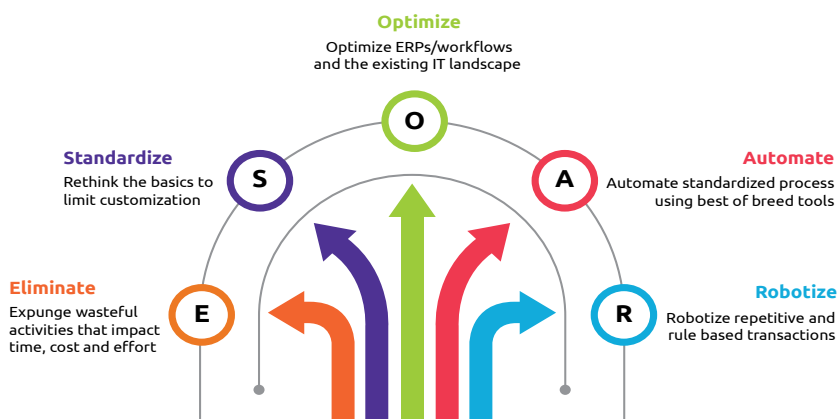 Optimize
Optimize ERPs/workflows
and the existing IT landscape
O
Standardize
Rethink the basics to
limit customization
S
A
Automate
Automate standardized process
using best of breed tools
Eliminate
Expunge wasteful
activities that impact
time, cost and effort
E
R
Robotize
Robotize repetitive and
rule based transactions